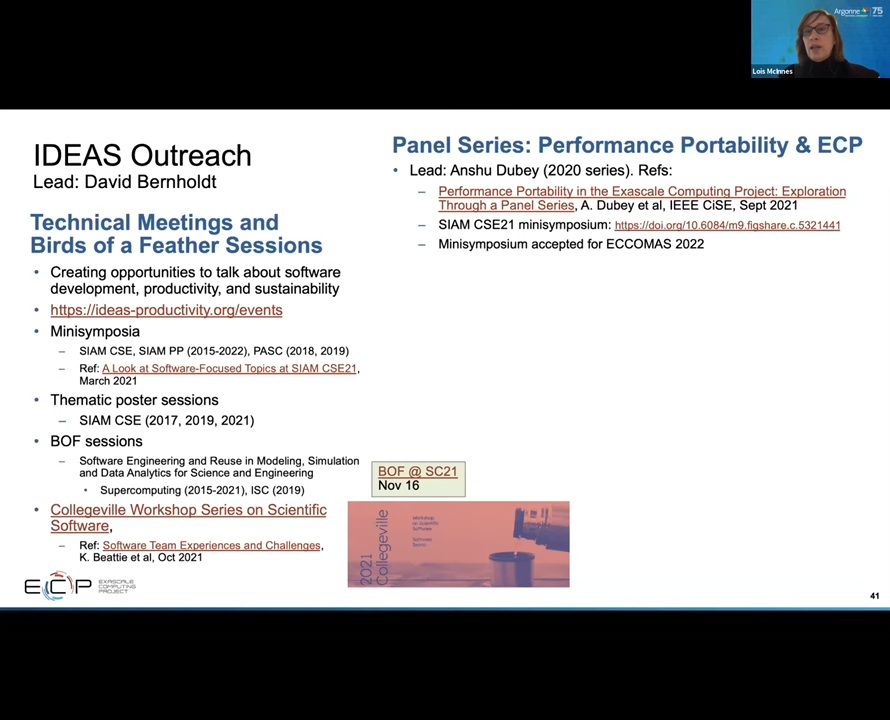 Argonne
75
Lois McInnes
IDEAS Outreach
Lead: David Bernholdt
Technical Meetings and
Birds of a Feather Sessions
• Creating opportunities to talk about software
development, productivity, and sustainability
• https://ideas-productivity.org/events
• Minisymposia
– SIAM CSE, SIAM PP (2015-2022), PASC (2018, 2019)
– Ref: A Look at Software-Focused Topics at SIAM CSE21,
March 2021
• Thematic poster sessions
– SIAM CSE (2017, 2019, 2021)
• BOF sessions
– Software Engineering and Reuse in Modeling, Simulation
and Data Analytics for Science and Engineering
• Supercomputing (2015-2021), ISC (2019)
• Collegeville Workshop Series on Scientific
Software,
– Ref: Software Team Experiences and Challenges,
K. Beattie et al, Oct 2021
Panel Series: Performance Portability & ECP
• Lead: Anshu Dubey (2020 series). Refs:
– Performance Portability in the Exascale Computing Project: Exploration
Through a Panel Series, A. Dubey et al, IEEE CiSE, Sept 2021
– SIAM CSE21 minisymposium: https://doi.org/10.6084/m9.figshare.c.5321441
– Minisymposium accepted for ECCOMAS 2022
BOF @ SC21
Nov 16
2021
Collegeville
Workshop
on Scientific
Software
Software
Teams
ECP
EXASCALE
COMPUTING
PROJECT
41